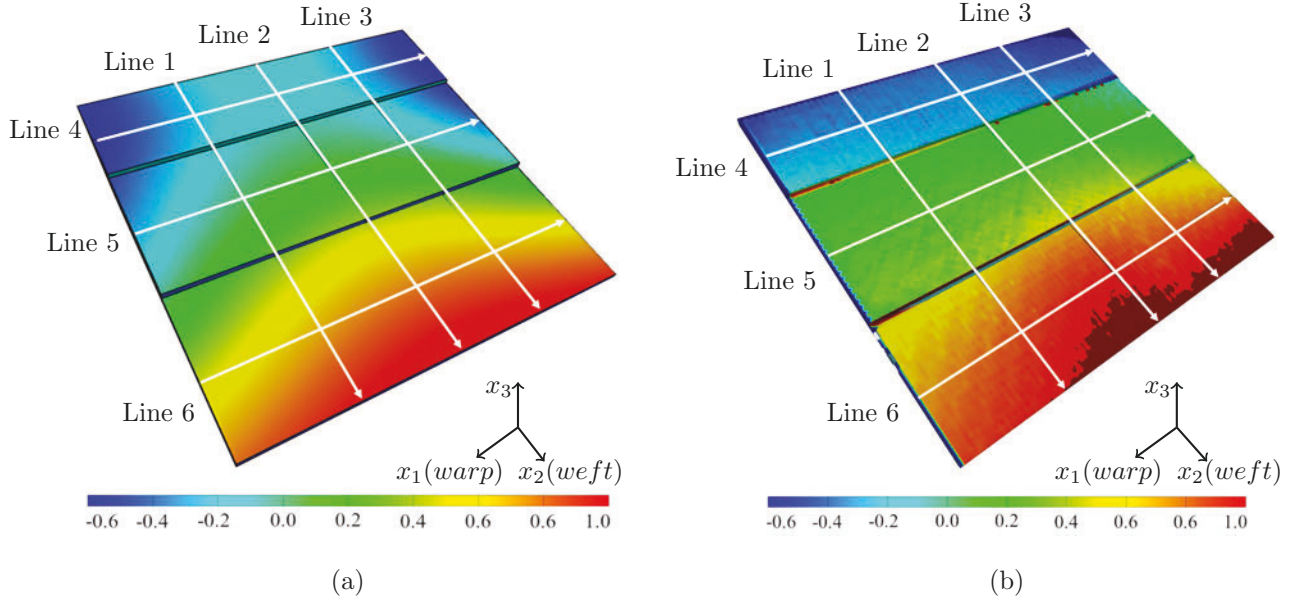 Line 3
Line 2
Line 1
Line 4
Line 5
Line 6
x3
x1(warp) x2(weft)
-0.6 -0.4 -0.2 0.0 0.2 0.4 0.6 0.6 1.0
(a)
Line 3
Line 2
Line 1
Line 4
Line 5
Line 6
x3
x1(warp) x2(weft)
-0.6 -0.4 -0.2 0.0 0.2 0.4 0.6 0.6 1.0
(b)